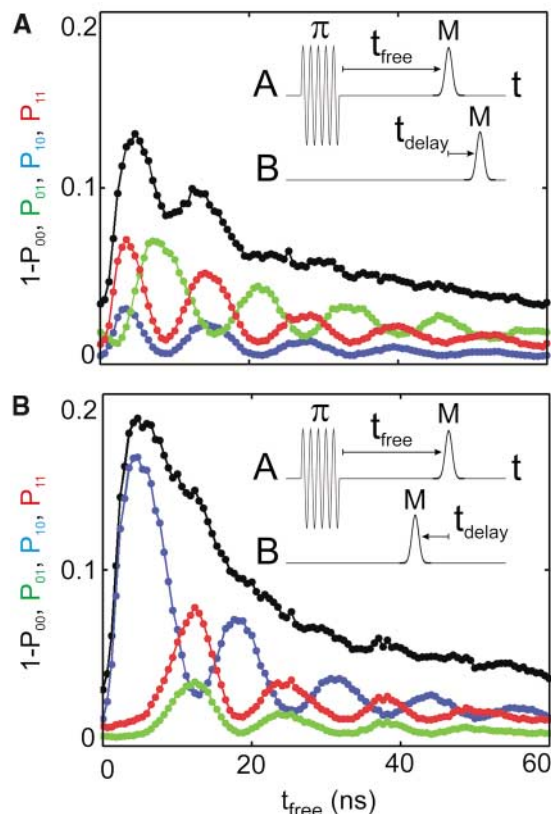 A
0.2
0.1
0
1-P00, P01, P10, P11
π
tfree
M
A
t
M
tdelay
B
B
0.2
0.1
0
1-P00, P01, P10, P11
π
tfree
M
A
t
M
tdelay
B
0 20 40 60
tfree (ns)